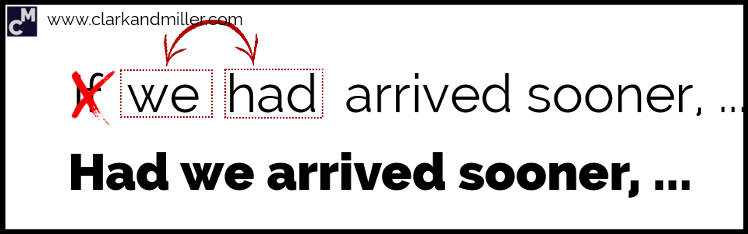 CM
www.clarkandmiller.com
If we had arrived sooner, ...
Had we arrived sooner, ...